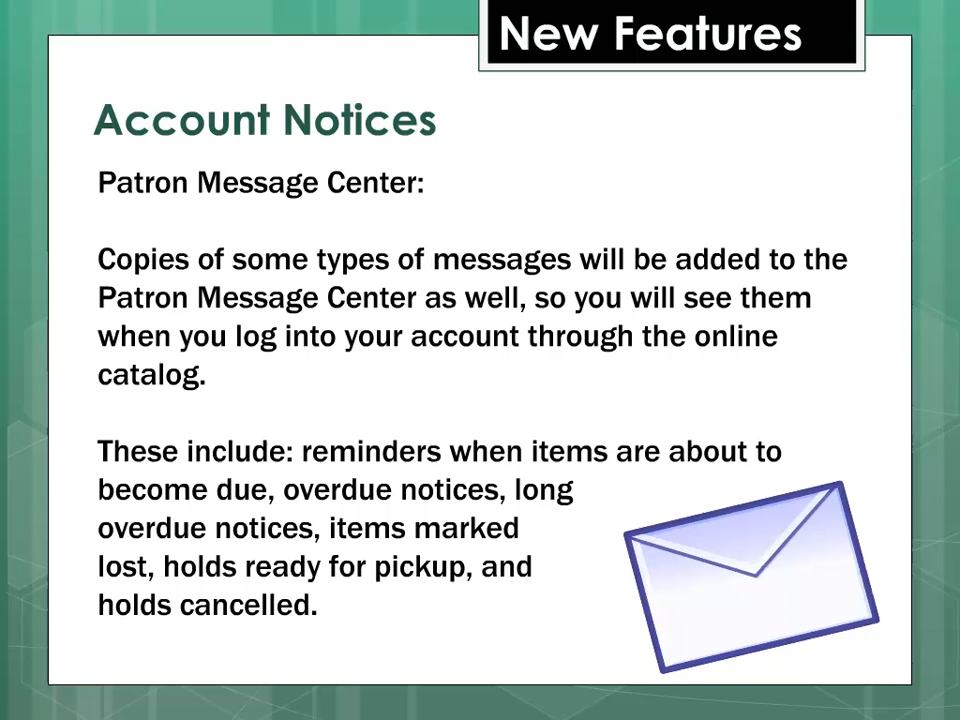 New Features
Account Notices
Patron Message Center:
Copies of some types of messages will be added to the
Patron Message Center as well, so you will see them
when you log into your account through the online
catalog.
These include: reminders when items are about to
become due, overdue notices, long
overdue notices, items marked
lost, holds ready for pickup, and
holds cancelled.